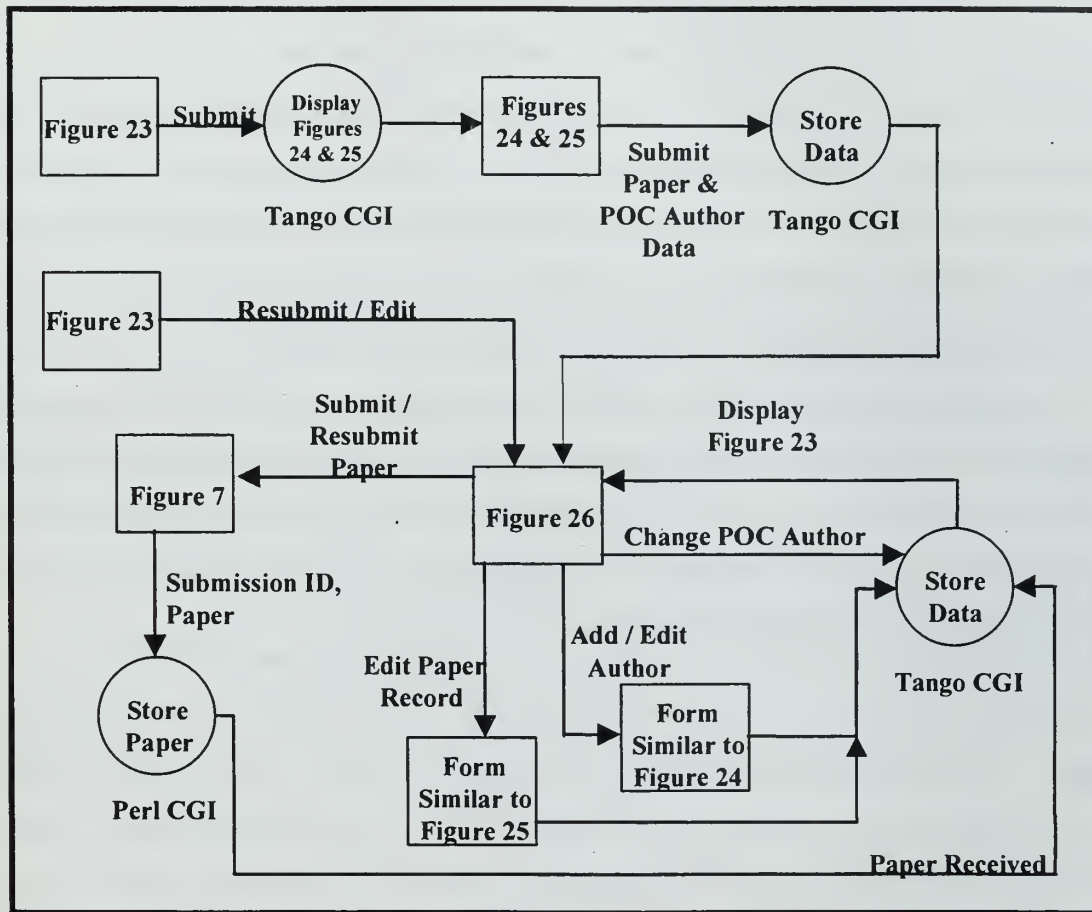 Figure 23
Submit
Display
Figures
24 & 25
Tango CGI
Figures
24 & 25
Submit
Paper &
POC Author
Data
Store
Data
Tango CGI
Figure 23
Resubmit / Edit
Submit /
Resubmit
Paper
Display
Figure 23
Figure 7
Figure 26
Change POC Author
Store
Data
Tango CGI
Submission ID,
Paper
Add / Edit
Author
Edit Paper
Record
Store
Paper
Perl CGI
Form
Similar to
Figure 24
Form
Similar to
Figure 25
Paper Received